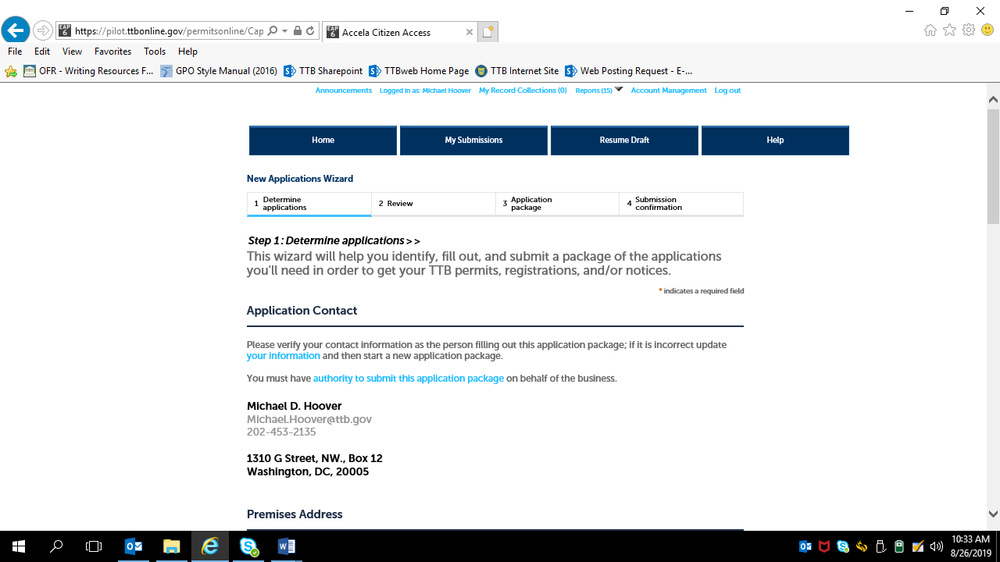 https://pilot.ttbonline.gov/permitsonline/Cap
Accela Citizen Access
File Edit View Favorites Tools Help
OFR - Writing Resources F... GPO Style Manual (2016) TTB Sharepoint TTBweb Home Page TTB Internet Site Web Posting Request - E-...
Announcements Logged in as: Michael Hoover My Record Collections (0) Reports (15) Account Management Log out
Home My Submissions Resume Draft Help
New Applications Wizard
1 Determine applications
2 Review
3 Application package
4 Submission confirmation
Step 1: Determine applications>>
This wizard will help you identify, fill out, and submit a package of the applications
you'll need in order to get your TTB permits, registrations, and/or notices.
* indicates a required field
Application Contact
Please verify your contact information as the person filling out this application package; if it is incorrect update
your information and then start a new application package.
You must have authority to submit this application package on behalf of the business.
Michael D. Hoover
Michael.Hoover@ttb.gov
202-453-2135
1310 G Street, NW., Box 12
Washington, DC, 20005
Premises Address
10:33 AM
8/26/2019